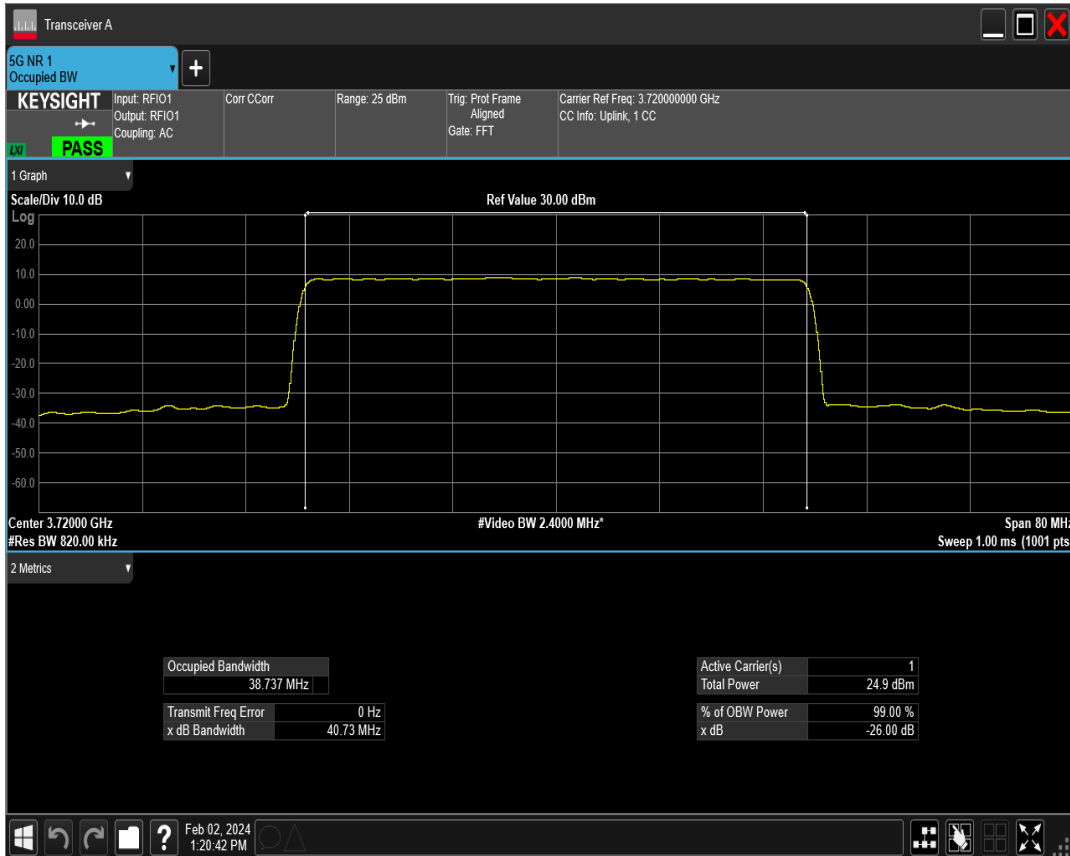 Transceiver A
5G NR 1
Occupied BW
+
KEYSIGHT
LXI
PASS
Input: RFIO1
Output: RFIO1
Coupling: AC
Corr CCorr
Range: 25 dBm
Trig: Prot Frame
Aligned
Gate: FFT
Carrier Ref Freq: 3.720000000 GHz
CC Info: Uplink, 1 CC
1 Graph
Scale/Div 10.0 dB
Ref Value 30.00 dBm
Log
20.0
10.0
0.00
-10.0
-20.0
-30.0
-40.0
-50.0
-60.0
Center 3.72000 GHz
#Video BW 2.4000 MHz*
Span 80 MHz
#Res BW 820.00 kHz
Sweep 1.00 ms (1001 pts
2 Metrics
Occupied Bandwidth
38.737 MHz
Transmit Freq Error 0 Hz
x dB Bandwidth 40.73 MHz
Active Carrier(s) 1
Total Power 24.9 dBm
% of OBW Power 99.00 %
x dB -26.00 dB
?
Feb 02, 2024
1:20:42 PM